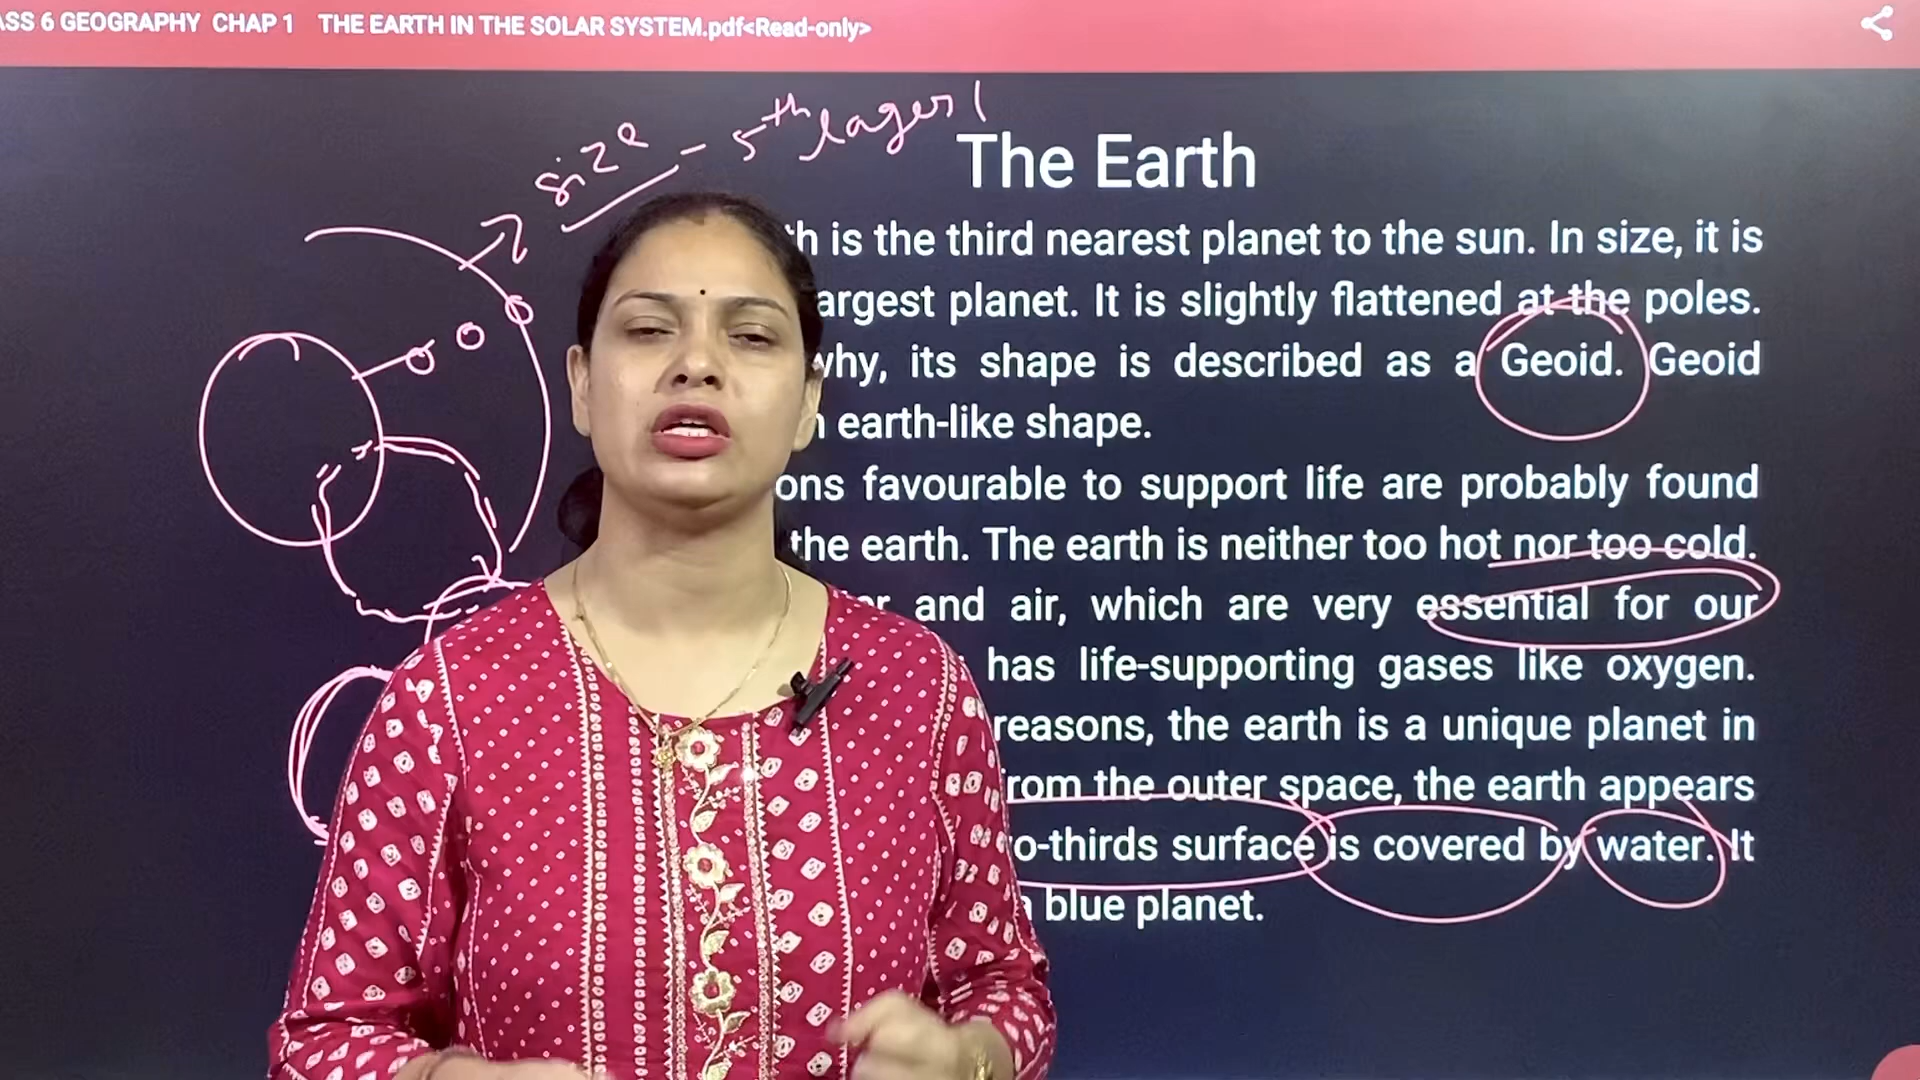 ASS 6 GEOGRAPHY CHAP 1 THE EARTH IN THE SOLAR SYSTEM.pdf<Read-only>
size - 5th lagest
The Earth
is the third nearest planet to the sun. In size, it is
planet. It is slightly flattened at the poles.
why, its shape is described as a Geoid. Geoid
earth-like shape.
favourable to support life are probably found
the earth. The earth is neither too hot nor too cold.
and air, which are very essential for our
has life-supporting gases like oxygen.
reasons, the earth is a unique planet in
rom the outer space, the earth appears
o-thirds surface is covered by water. It
blue planet.